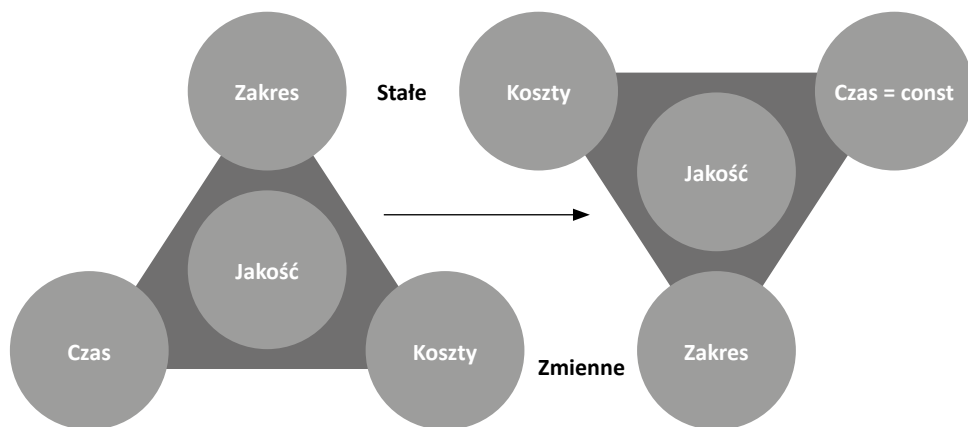 Zakres
Stałe
Koszty
Czas = const
Jakość
Jakość
Czas
Koszty
Zmienne
Zakres